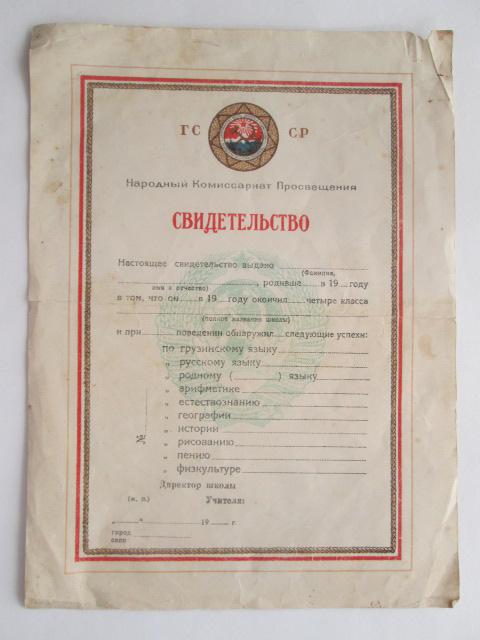 ГС СР
Народный Комиссариат Просвещения
СВИДЕТЕЛЬСТВО
Настоящее свидетельство выдано
(Фамилия,
, родивше в 19 году
имя и отчество)
в том, что он в 19 году окончил четыре класса
(полное название школы)
и при поведении обнаружил следующие успехи:
по грузинскому языку
„ русскому языку
„ родному ( ) языку
„ арифметике
„ естествознанию
„ географии
„ истории
„ рисованию
„ пению
„ физкультуре
№
Директор школы
(м. п.) Учителя:
„ “ 19 г.
город
село